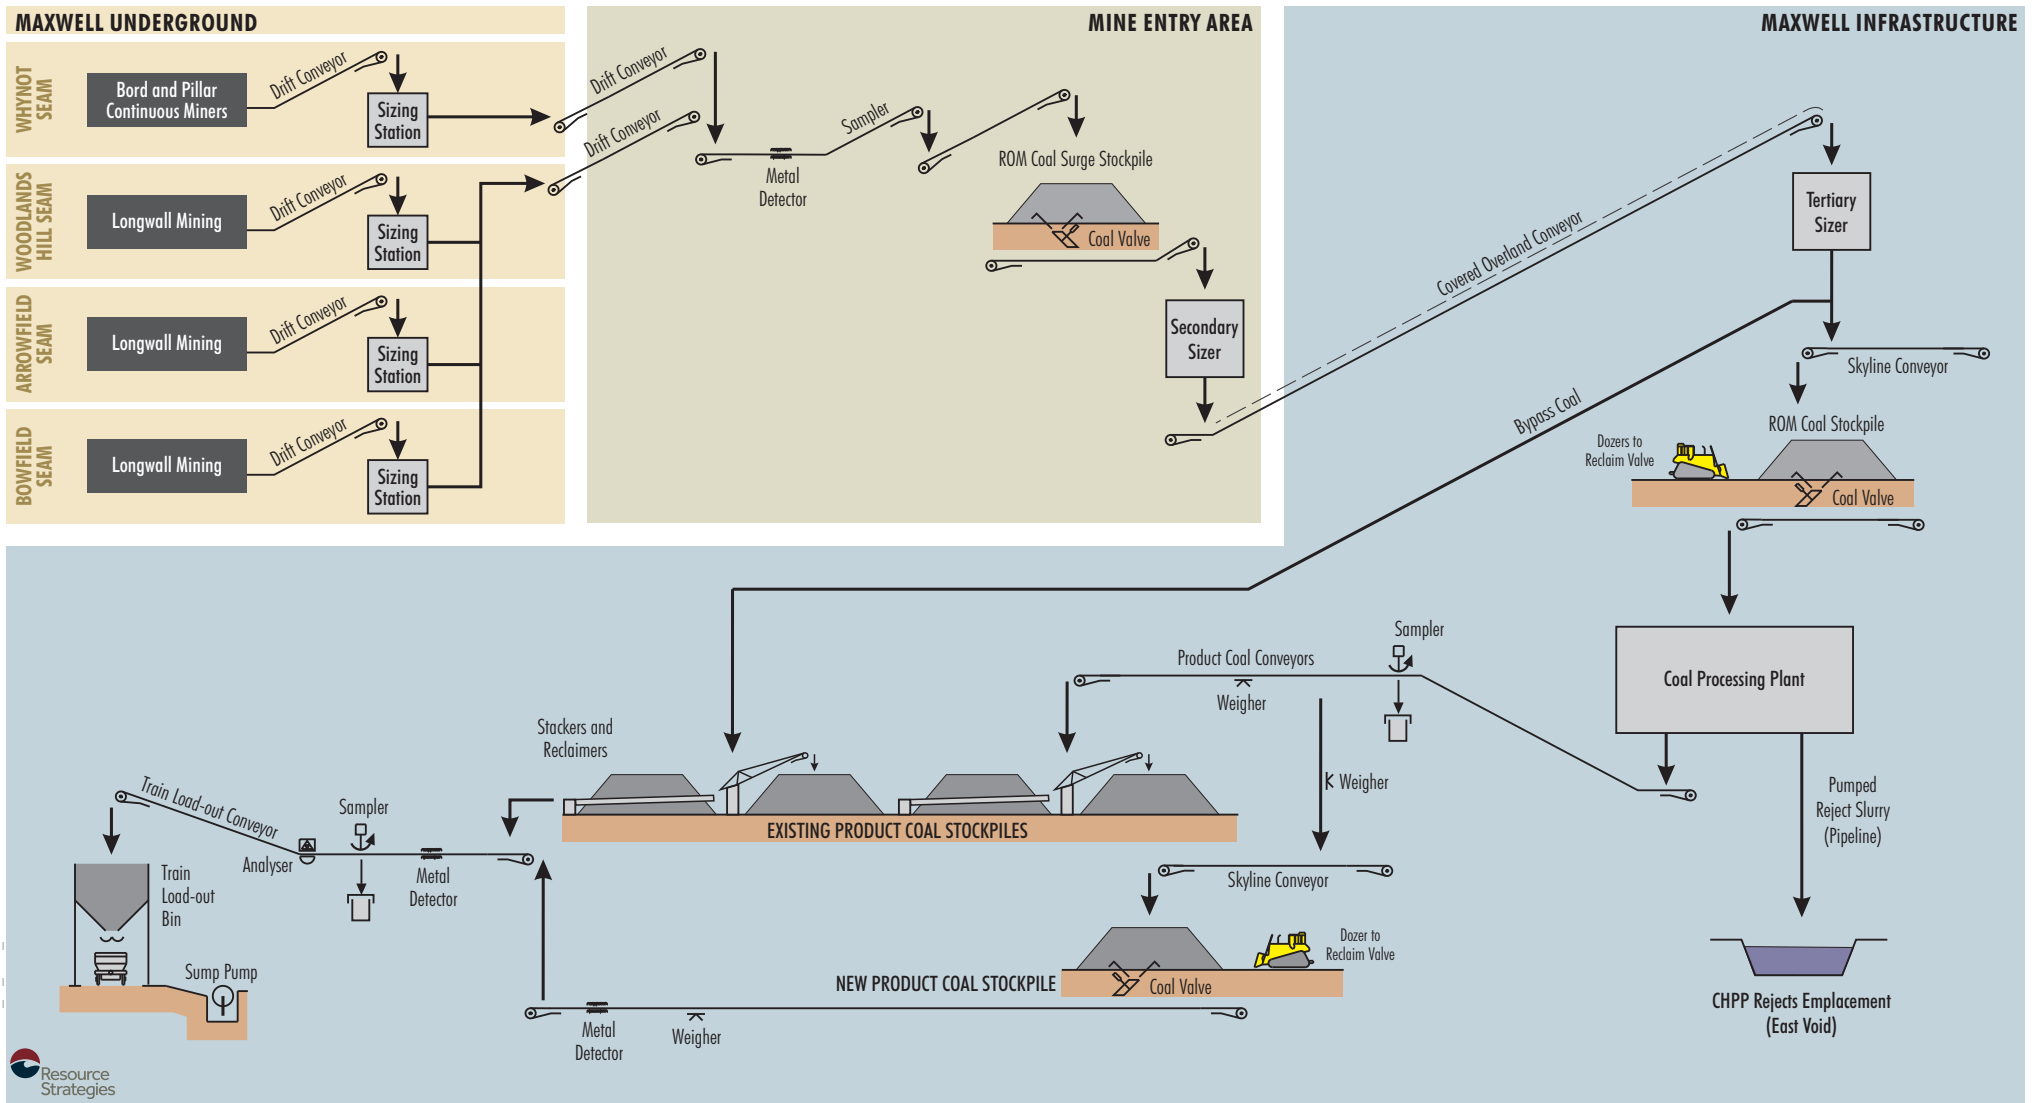 MAXWELL UNDERGROUND
MINE ENTRY AREA
MAXWELL INFRASTRUCTURE
WHYNOT
SEAM
Bord and Pillar
Continuous Miners
Drift Conveyor
Sizing
Station
WOODLANDS
HILL SEAM
Longwall Mining
Drift Conveyor
Sizing
Station
ARROWFIELD
SEAM
Longwall Mining
Drift Conveyor
Sizing
Station
BOWFIELD
SEAM
Longwall Mining
Drift Conveyor
Sizing
Station
Drift Conveyor
Drift Conveyor
Metal
Detector
Sampler
ROM Coal Surge Stockpile
Coal Valve
Secondary
Sizer
Covered Overland Conveyor
Tertiary
Sizer
Bypass Coal
Skyline Conveyor
ROM Coal Stockpile
Dozers to
Reclaim Valve
Coal Valve
Coal Processing Plant
Pumped
Reject Slurry
(Pipeline)
CHPP Rejects Emplacement
(East Void)
Sampler
Product Coal Conveyors
Weigher
Weigher
Stackers and
Reclaimers
EXISTING PRODUCT COAL STOCKPILES
Skyline Conveyor
Dozer to
Reclaim Valve
NEW PRODUCT COAL STOCKPILE
Coal Valve
Weigher
Metal
Detector
Metal
Detector
Sampler
Analyser
Train Load-out Conveyor
Train
Load-out
Bin
Sump Pump
Resource
Strategies